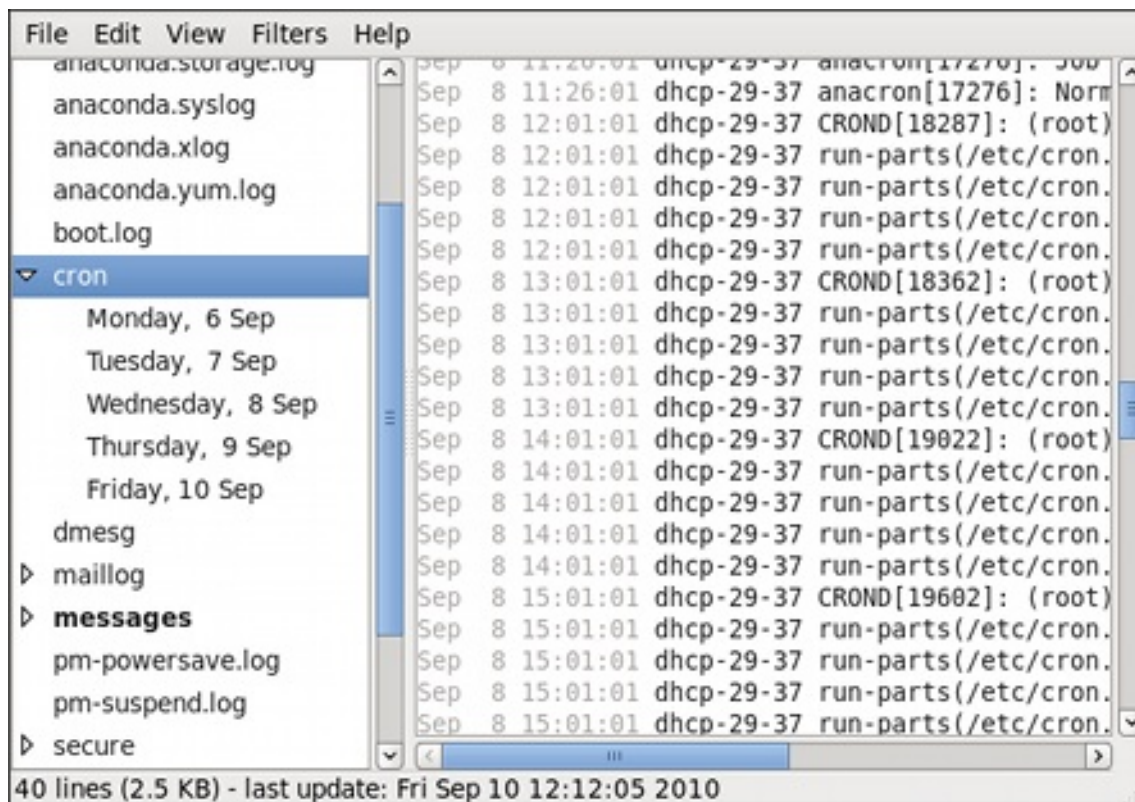 File Edit View Filters Help
anaconda.storage.log
anaconda.syslog
anaconda.xlog
anaconda.yum.log
boot.log
cron
Monday, 6 Sep
Tuesday, 7 Sep
Wednesday, 8 Sep
Thursday, 9 Sep
Friday, 10 Sep
dmesg
maillog
messages
pm-powersave.log
pm-suspend.log
secure
Sep 8 11:26:01 dhcp-29-37 anacron[17276]: Job
Sep 8 11:26:01 dhcp-29-37 anacron[17276]: Norm
Sep 8 12:01:01 dhcp-29-37 CROND[18287]: (root)
Sep 8 12:01:01 dhcp-29-37 run-parts(/etc/cron.
Sep 8 12:01:01 dhcp-29-37 run-parts(/etc/cron.
Sep 8 12:01:01 dhcp-29-37 run-parts(/etc/cron.
Sep 8 12:01:01 dhcp-29-37 run-parts(/etc/cron.
Sep 8 13:01:01 dhcp-29-37 CROND[18362]: (root)
Sep 8 13:01:01 dhcp-29-37 run-parts(/etc/cron.
Sep 8 13:01:01 dhcp-29-37 run-parts(/etc/cron.
Sep 8 13:01:01 dhcp-29-37 run-parts(/etc/cron.
Sep 8 13:01:01 dhcp-29-37 run-parts(/etc/cron.
Sep 8 14:01:01 dhcp-29-37 CROND[19022]: (root)
Sep 8 14:01:01 dhcp-29-37 run-parts(/etc/cron.
Sep 8 14:01:01 dhcp-29-37 run-parts(/etc/cron.
Sep 8 14:01:01 dhcp-29-37 run-parts(/etc/cron.
Sep 8 14:01:01 dhcp-29-37 run-parts(/etc/cron.
Sep 8 15:01:01 dhcp-29-37 CROND[19602]: (root)
Sep 8 15:01:01 dhcp-29-37 run-parts(/etc/cron.
Sep 8 15:01:01 dhcp-29-37 run-parts(/etc/cron.
Sep 8 15:01:01 dhcp-29-37 run-parts(/etc/cron.
Sep 8 15:01:01 dhcp-29-37 run-parts(/etc/cron.
40 lines (2.5 KB) - last update: Fri Sep 10 12:12:05 2010